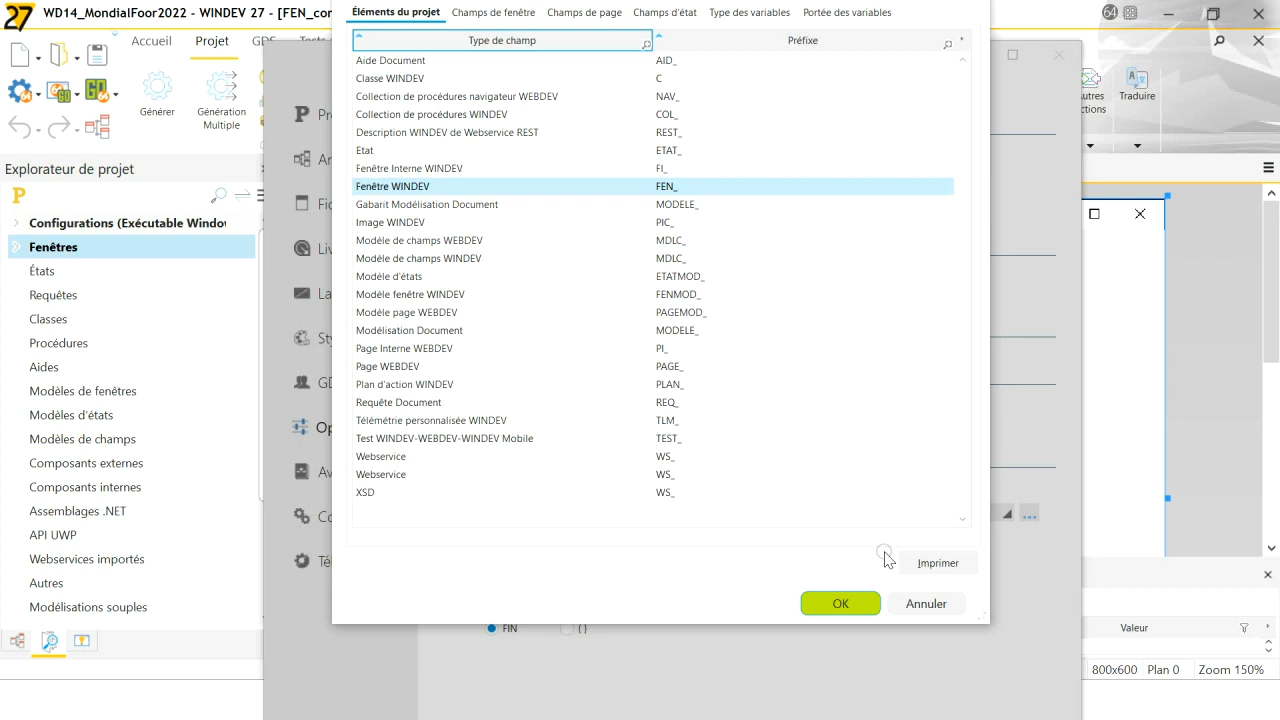 27 WD14_MondialFoor2022 - WINDEV 27 - [FEN_con
Accueil
Projet
Générer
Génération
Multiple
Explorateur de projet
Configurations (Exécutable Windo
Fenêtres
États
Requêtes
Classes
Procédures
Aides
Modèles de fenêtres
Modèles d'états
Modèles de champs
Composants externes
Composants internes
Assemblages .NET
API UWP
Webservices importés
Autres
Modélisations souples
Éléments du projet
Champs de fenêtre
Champs de page
Champs d'état
Type des variables
Portée des variables
Type de champ
Préfixe
Aide Document AID_
Classe WINDEV C
Collection de procédures navigateur WEBDEV NAV_
Collection de procédures WINDEV COL_
Description WINDEV de Webservice REST REST_
Etat ETAT_
Fenêtre Interne WINDEV FI_
Fenêtre WINDEV FEN_
Gabarit Modélisation Document MODELE_
Image WINDEV PIC_
Modèle de champs WEBDEV MDLC_
Modèle de champs WINDEV MDLC_
Modèle d'états ETATMOD_
Modèle fenêtre WINDEV FENMOD_
Modèle page WEBDEV PAGEMOD_
Modélisation Document MODELE_
Page Interne WEBDEV PI_
Page WEBDEV PAGE_
Plan d'action WINDEV PLAN_
Requête Document REQ_
Télémétrie personnalisée WINDEV TLM_
Test WINDEV-WEBDEV-WINDEV Mobile TEST_
Webservice WS_
Webservice WS_
XSD WS_
Imprimer
OK
Annuler
FIN
{ }
64
Traduire
Valeur
800x600 Plan 0 Zoom 150%